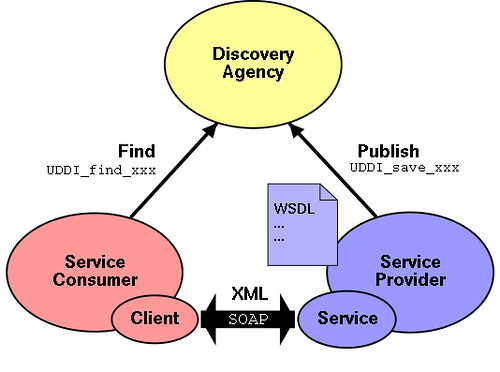 Discovery
Agency
Find
UDDI_find_xxx
Publish
UDDI_save_xxx
WSDL
...
...
Service
Consumer
Service
Provider
Client
XML
SOAP
Service